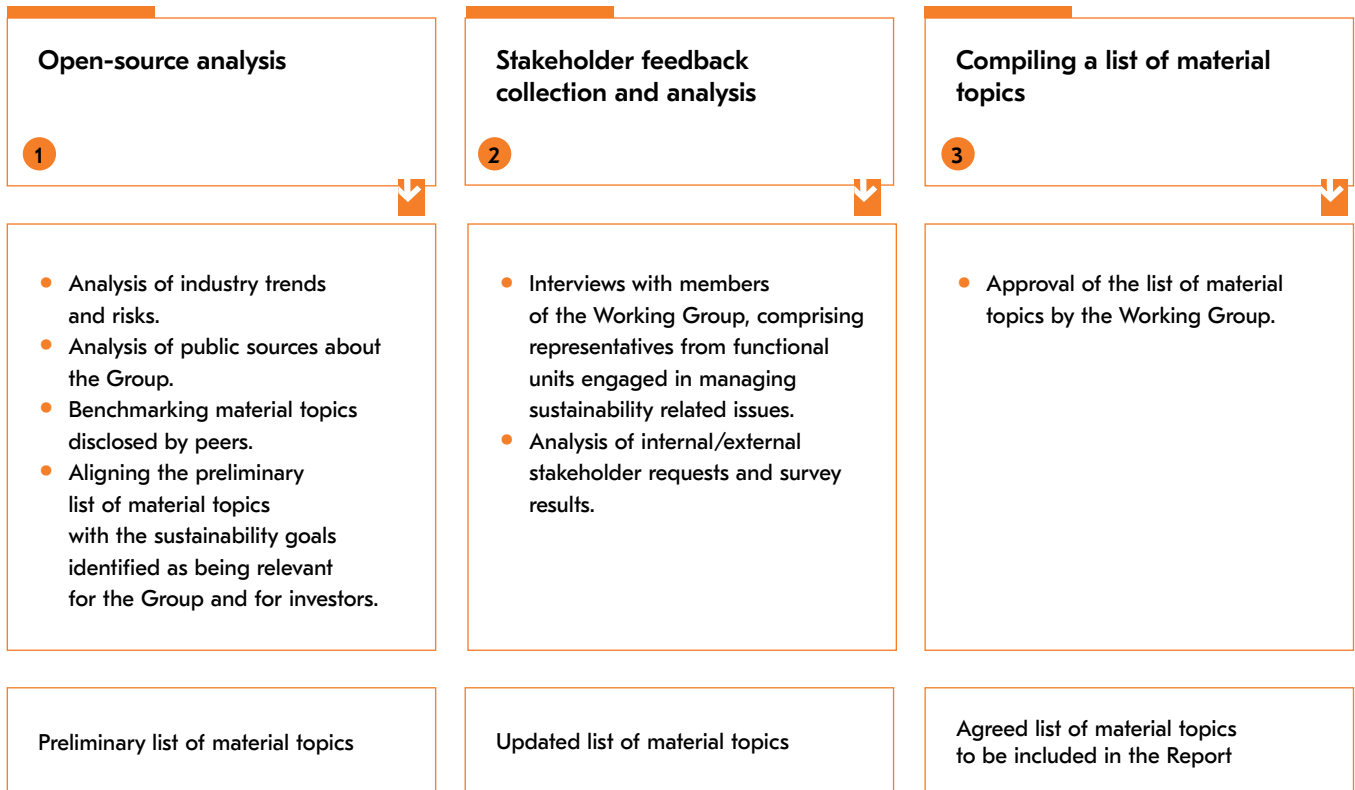 Open-source analysis
1
Stakeholder feedback
collection and analysis
2
Compiling a list of material
topics
3
• Analysis of industry trends
and risks.
• Analysis of public sources about
the Group.
• Benchmarking material topics
disclosed by peers.
• Aligning the preliminary
list of material topics
with the sustainability goals
identified as being relevant
for the Group and for investors.
• Interviews with members
of the Working Group, comprising
representatives from functional
units engaged in managing
sustainability related issues.
• Analysis of internal/external
stakeholder requests and survey
results.
• Approval of the list of material
topics by the Working Group.
Preliminary list of material topics
Updated list of material topics
Agreed list of material topics
to be included in the Report